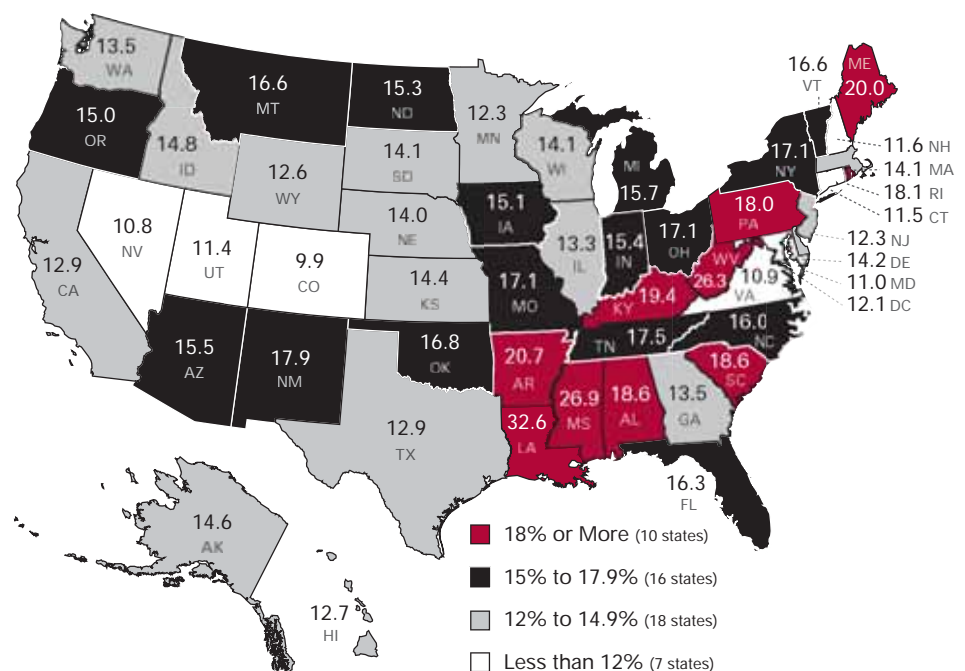 13.5
WA
15.0
OR
14.8
ID
16.6
MT
15.3
ND
12.3
MN
14.1
WI
MI
15.7
16.6
VT
ME
20.0
17.1
NY
11.6 NH
14.1 MA
18.1 RI
11.5 CT
12.3 NJ
14.2 DE
11.0 MD
12.1 DC
12.6
WY
14.1
SD
14.0
NE
15.1
IA
13.3
IL
15.4
IN
17.1
OH
18.0
PA
WV
26.3
10.9
VA
12.9
CA
10.8
NV
11.4
UT
9.9
CO
14.4
KS
17.1
MO
KY 19.4
TN 17.5
16.0
NC
15.5
AZ
17.9
NM
16.8
OK
20.7
AR
26.9
MS
18.6
AL
13.5
GA
18.6
SC
12.9
TX
32.6
LA
16.3
FL
14.6
AK
12.7
HI
18% or More (10 states)
15% to 17.9% (16 states)
12% to 14.9% (18 states)
Less than 12% (7 states)